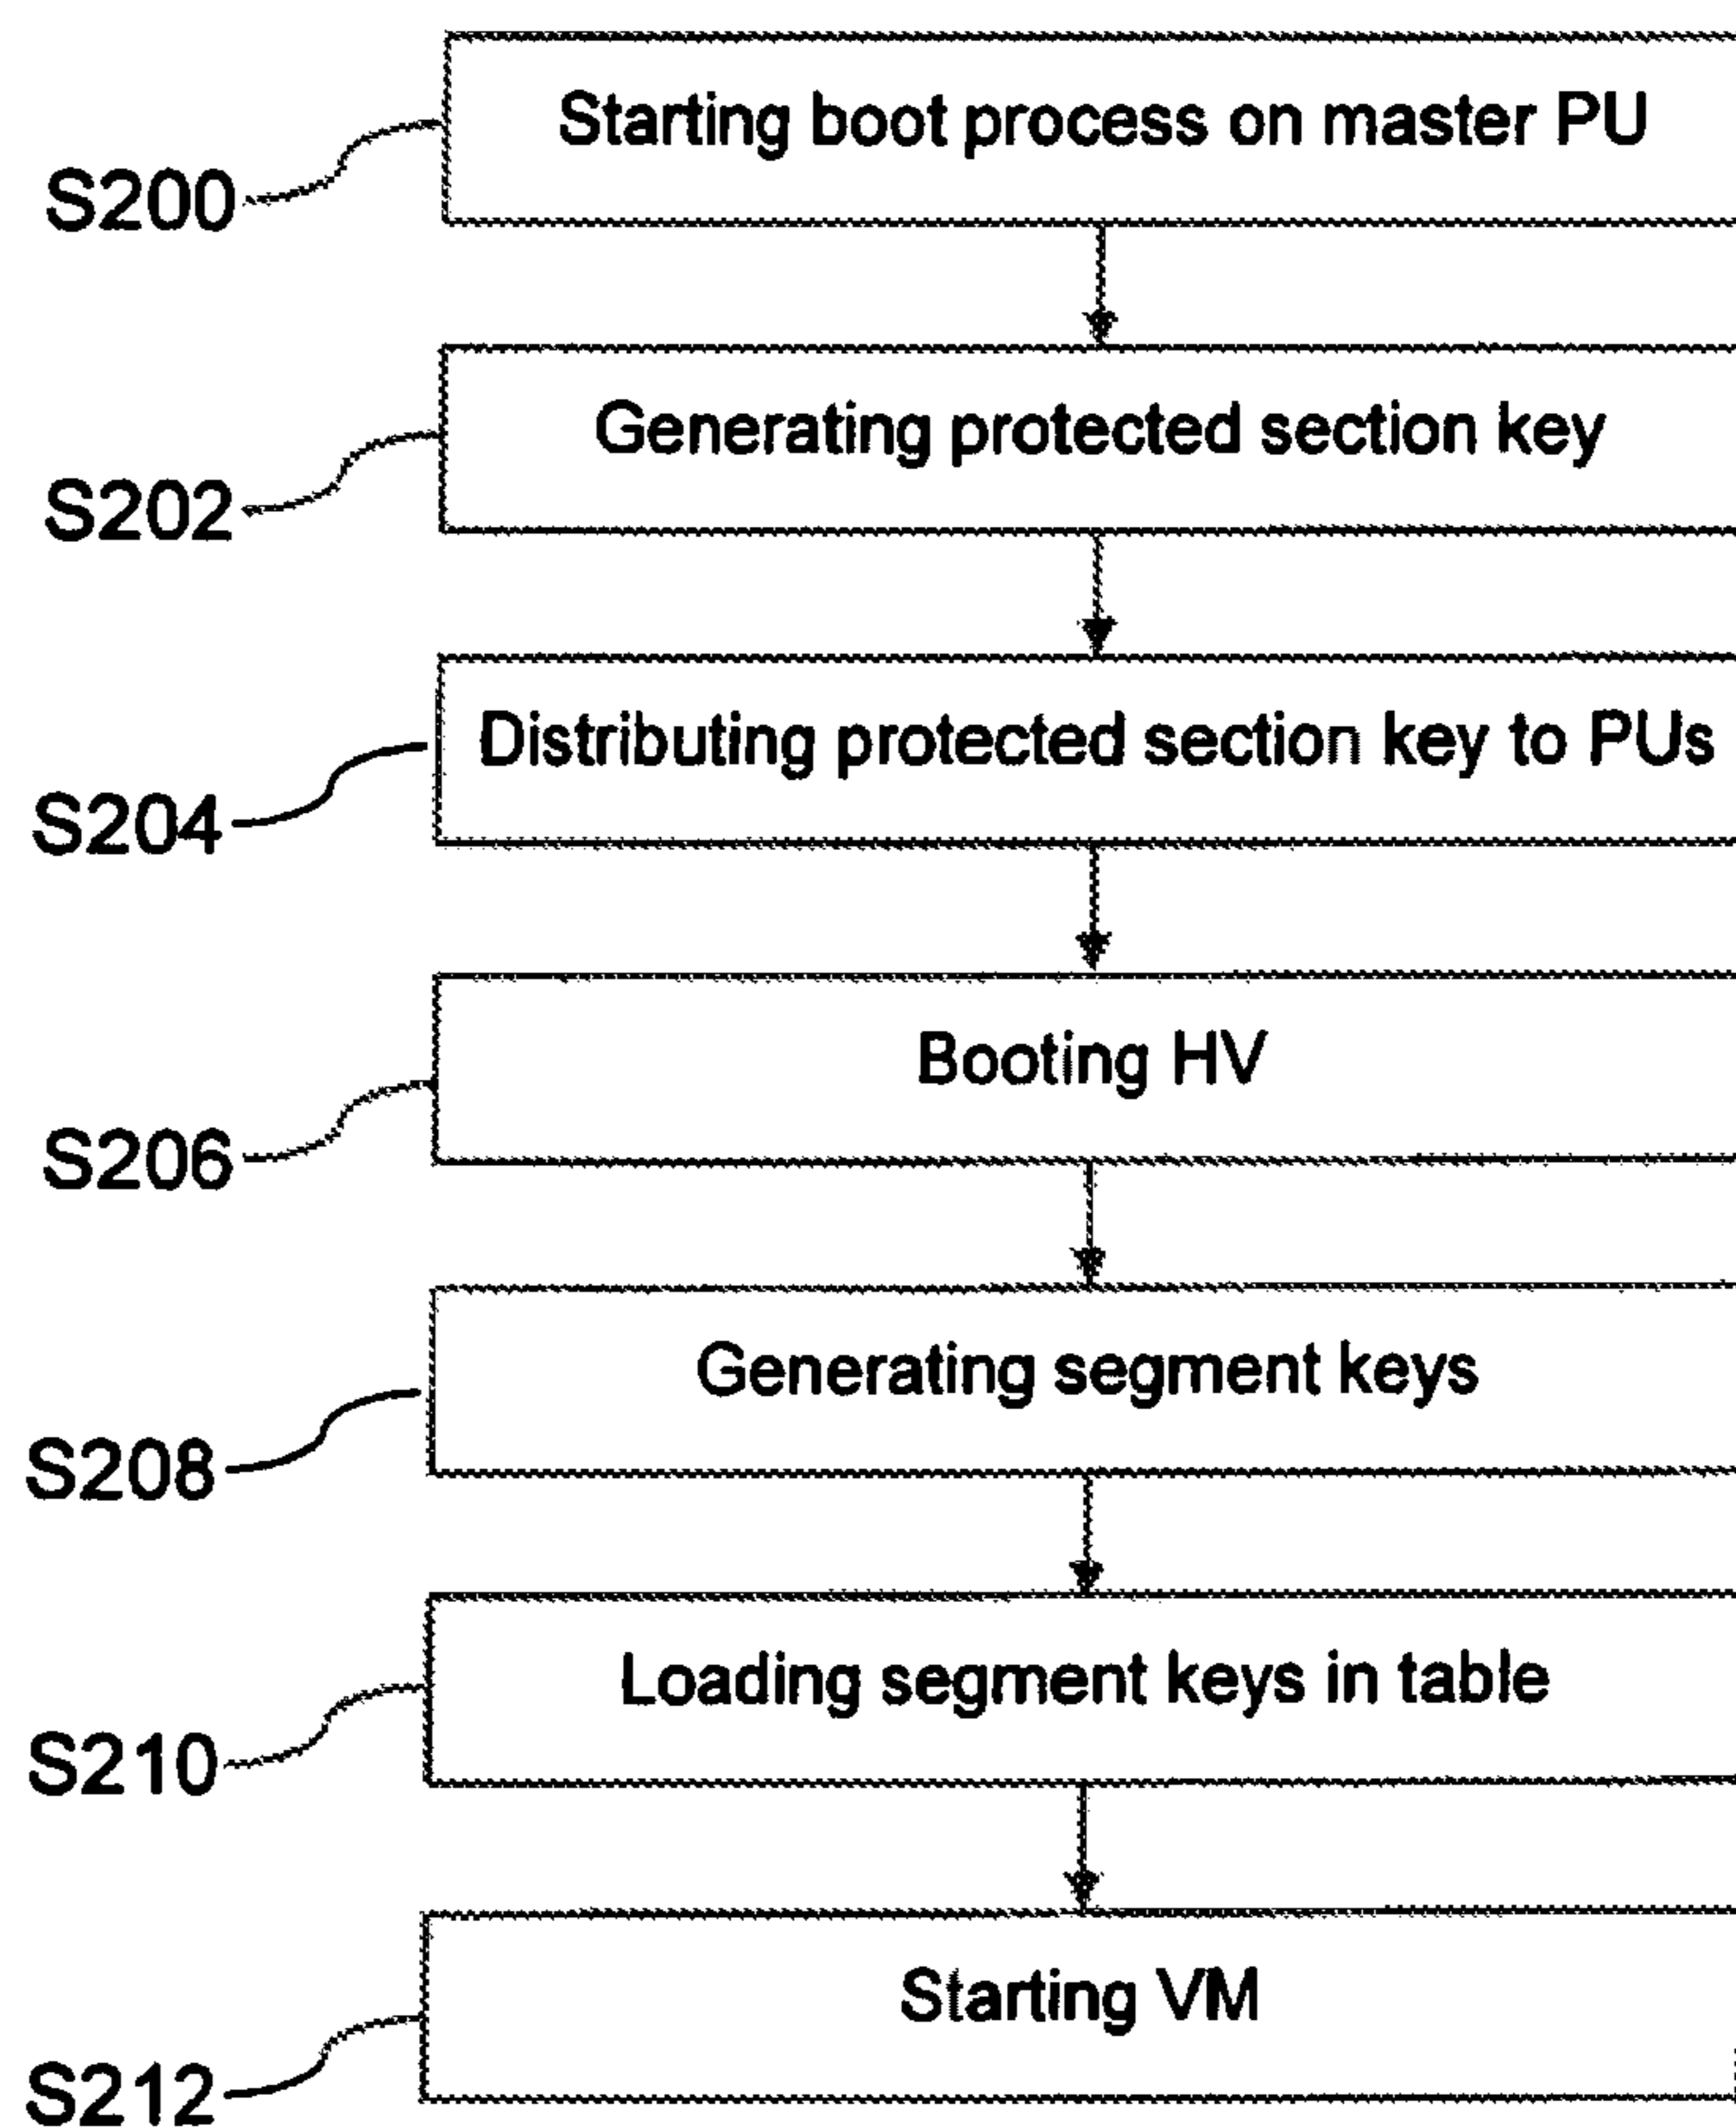 Starting boot process on master PU
S200
Generating protected section key
S202
Distributing protected section key to PUs
S204
Booting HV
S206
Generating segment keys
S208
Loading segment keys in table
S210
Starting VM
S212